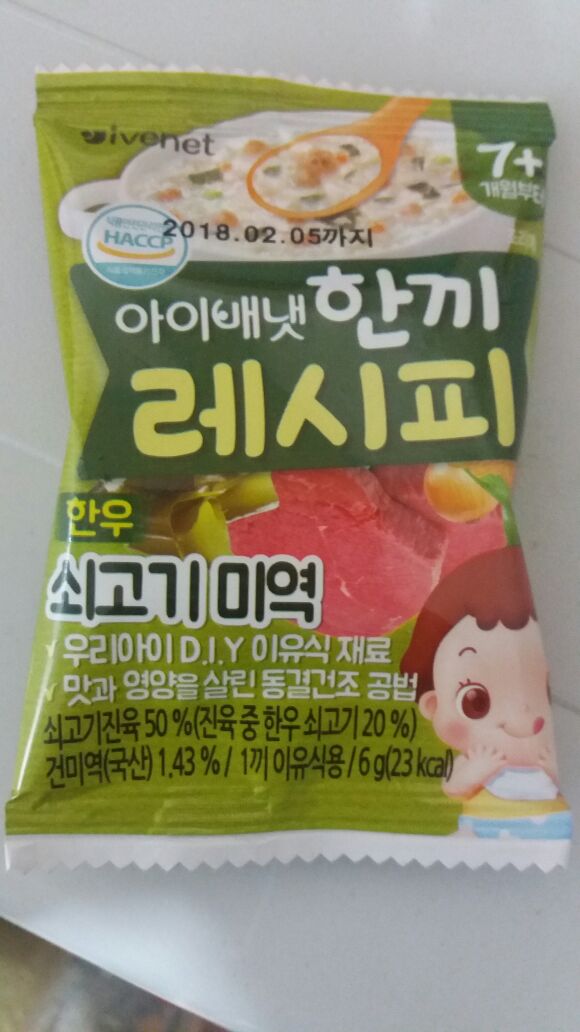 ivenet
7+
개월부터
HACCP
2018.02.05까지
아이배냇 한끼
레시피
한우
쇠고기 미역
✓ 우리아이 D.I.Y 이유식 재료
✓ 맛과 영양을 살린 동결건조 공법
쇠고기진육 50 %(진육 중 한우 쇠고기 20 %)
건미역(국산) 1.43 % / 1끼 이유식용 / 6 g(23 kcal)